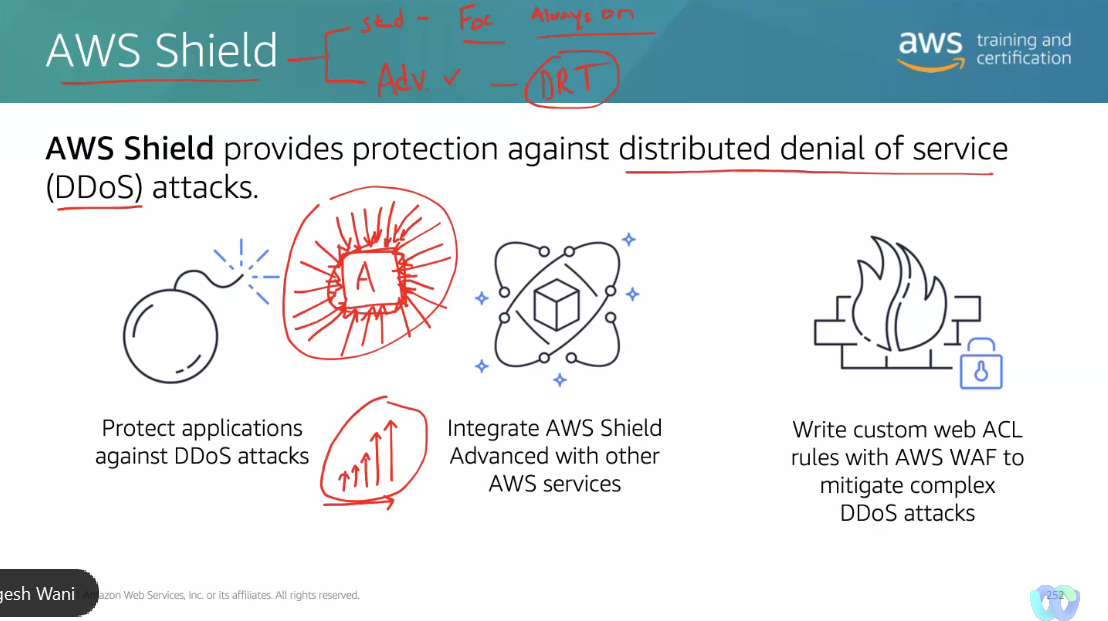 AWS Shield
std - Foc Always on
Adv. ✓ - DRT
aws training and
certification
AWS Shield provides protection against distributed denial of service
(DDoS) attacks.
A
Protect applications
against DDoS attacks
Integrate AWS Shield
Advanced with other
AWS services
Write custom web ACL
rules with AWS WAF to
mitigate complex
DDoS attacks
gesh Wani
Amazon Web Services, Inc. or its affiliates. All rights reserved.
252